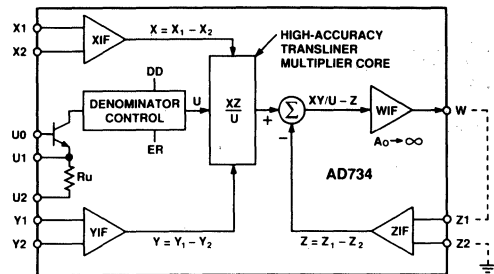 X1
X2
XIF
X = X₁ – X₂
HIGH-ACCURACY
TRANSLINER
MULTIPLIER CORE
DD
DENOMINATOR
CONTROL
ER
U
XZ
U
+
Σ
–
XY/U – Z
WIF
A₀ → ∞
W
U0
U1
Ru
U2
AD734
Y1
Y2
YIF
Y = Y₁ – Y₂
Z = Z₁ – Z₂
ZIF
Z1
Z2